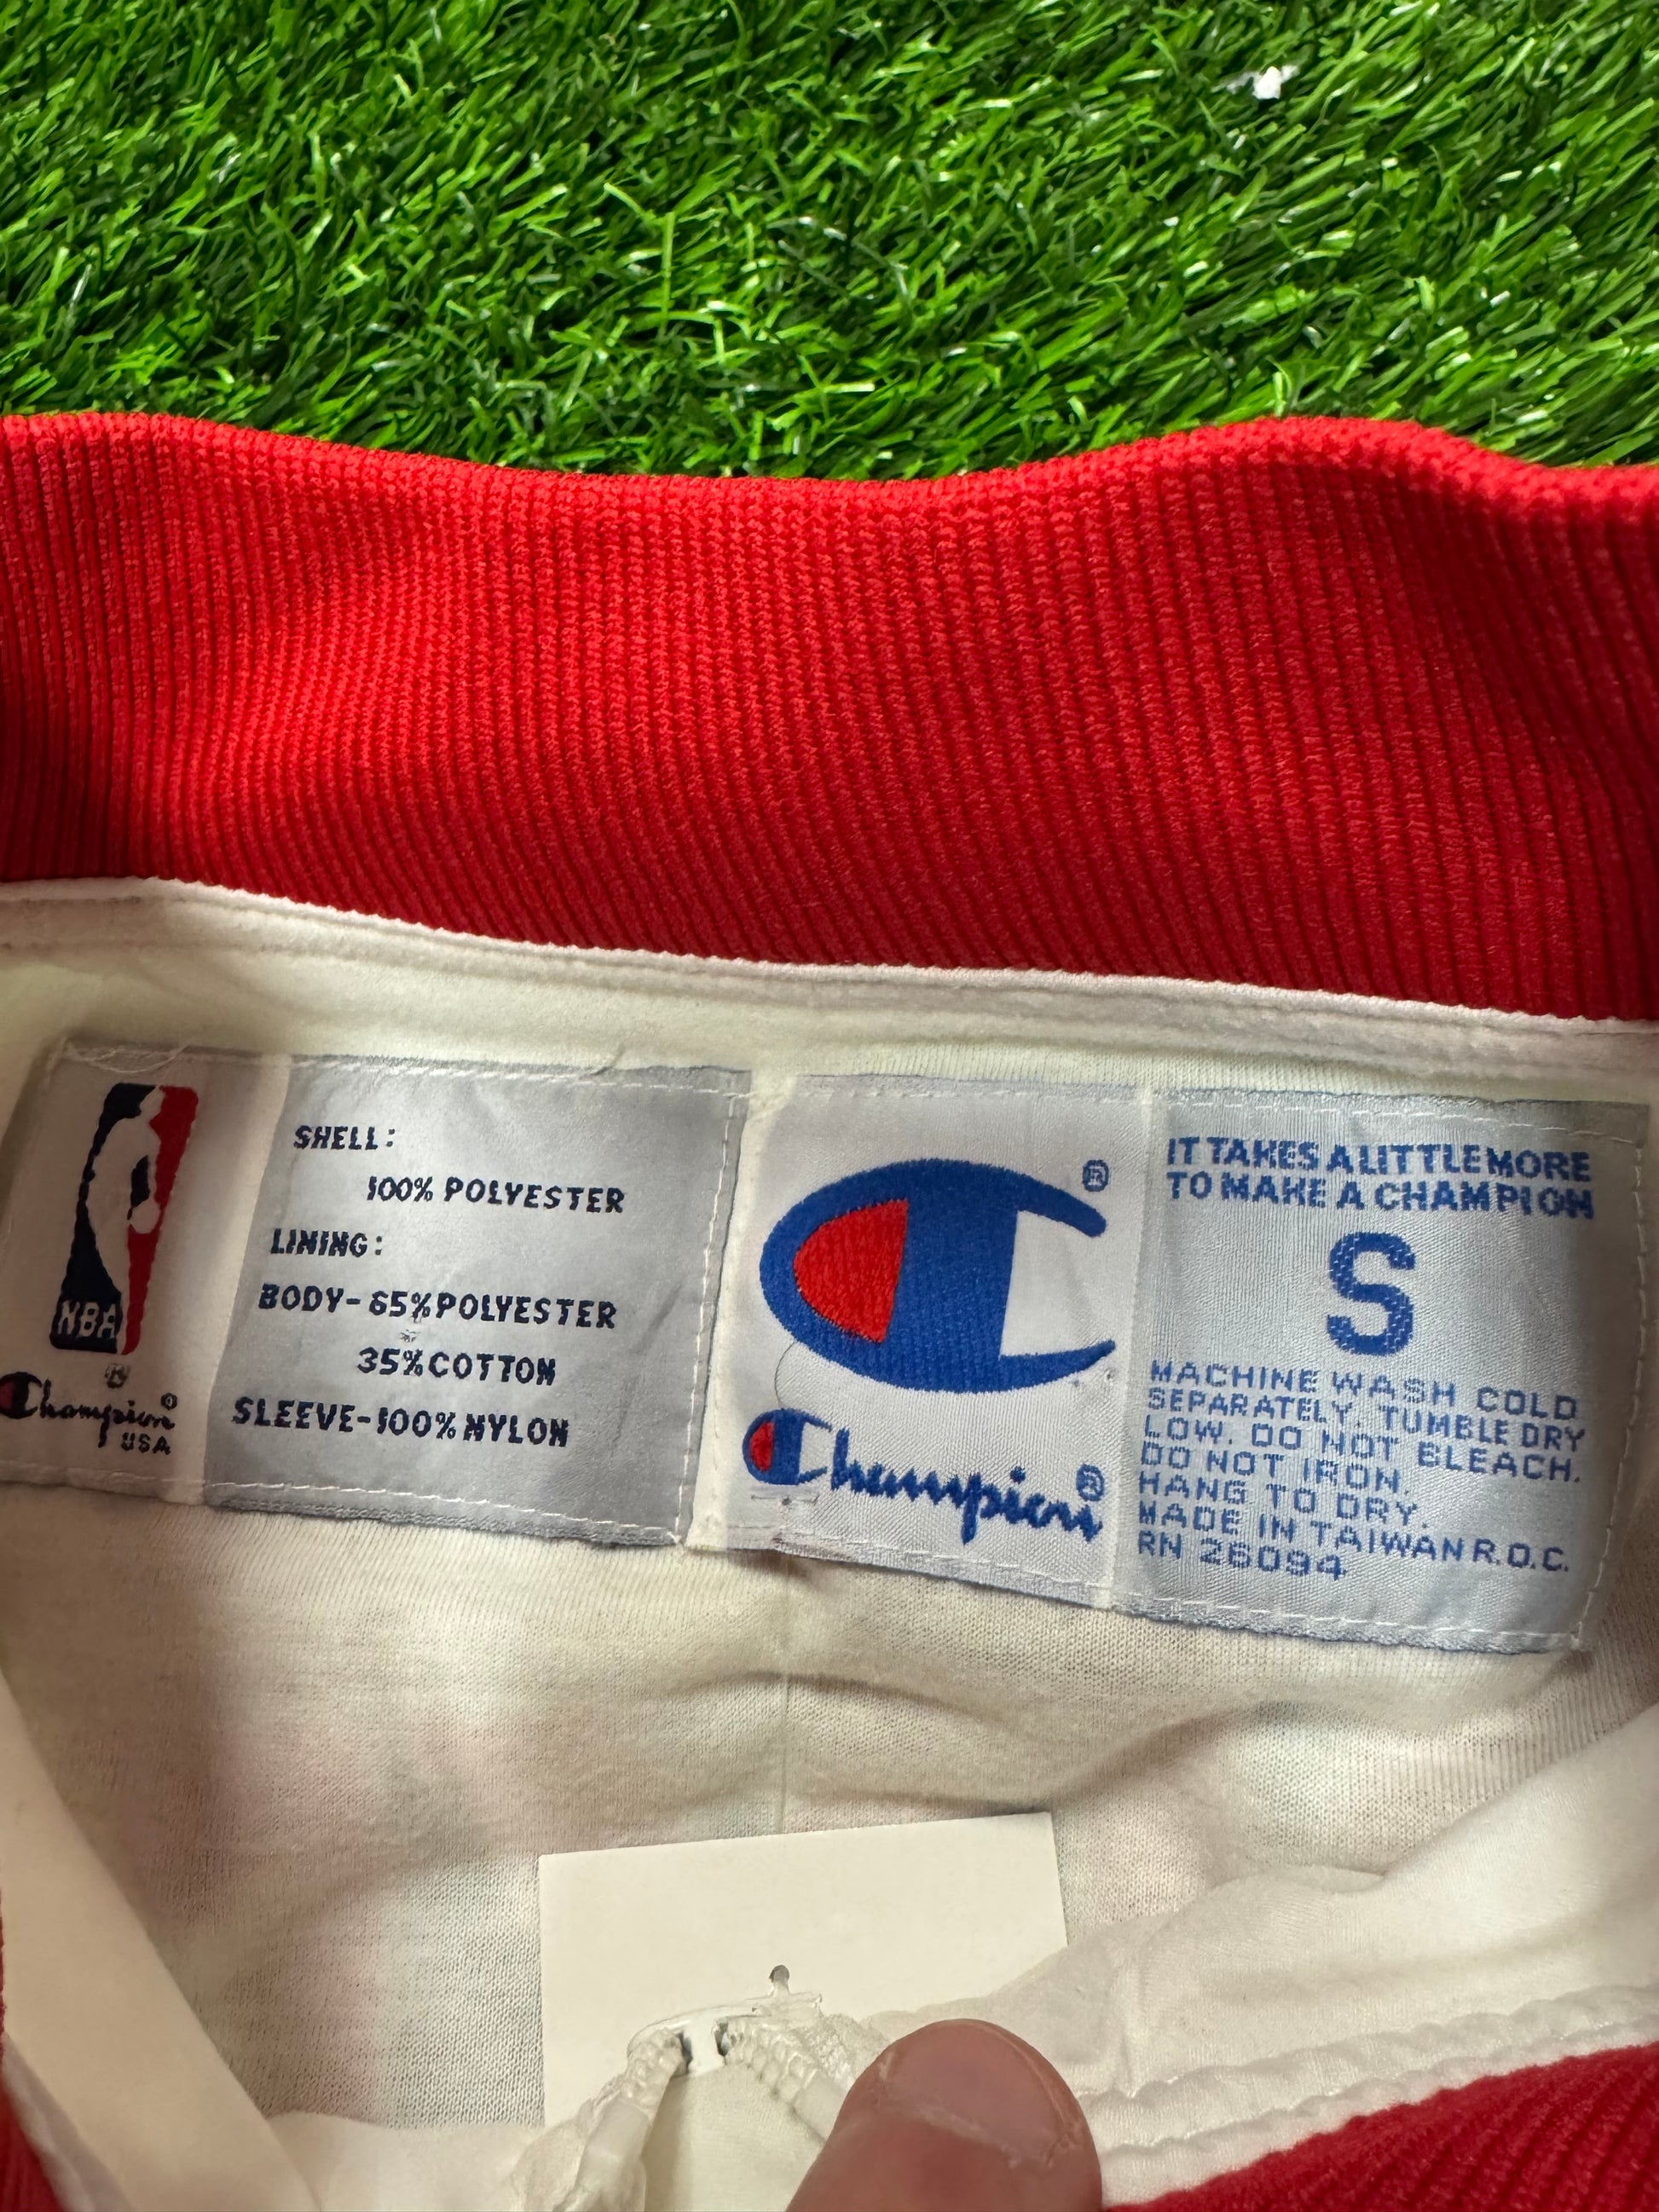 NBA
®
Champion®
USA
SHELL:
100% POLYESTER
LINING:
BODY-65%POLYESTER
35%COTTON
SLEEVE-100%NYLON
®
Champion®
IT TAKES A LITTLE MORE
TO MAKE A CHAMPION
S
MACHINE WASH COLD
SEPARATELY. TUMBLE DRY
LOW. DO NOT BLEACH.
DO NOT IRON.
HANG TO DRY.
MADE IN TAIWAN R.O.C.
RN 26094